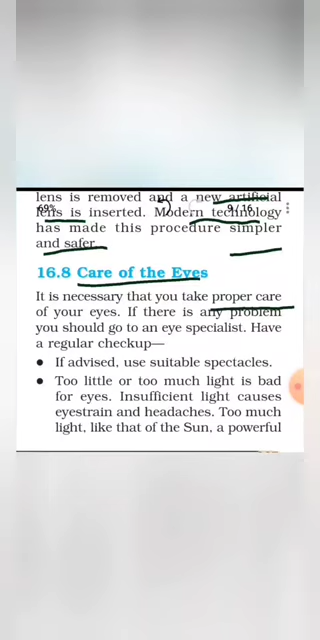 lens is removed and a new artificial
69%
9 / 16
lens is inserted. Modern technology
has made this procedure simpler
and safer.
16.8 Care of the Eyes
It is necessary that you take proper care
of your eyes. If there is any problem
you should go to an eye specialist. Have
a regular checkup—
● If advised, use suitable spectacles.
● Too little or too much light is bad
for eyes. Insufficient light causes
eyestrain and headaches. Too much
light, like that of the Sun, a powerful